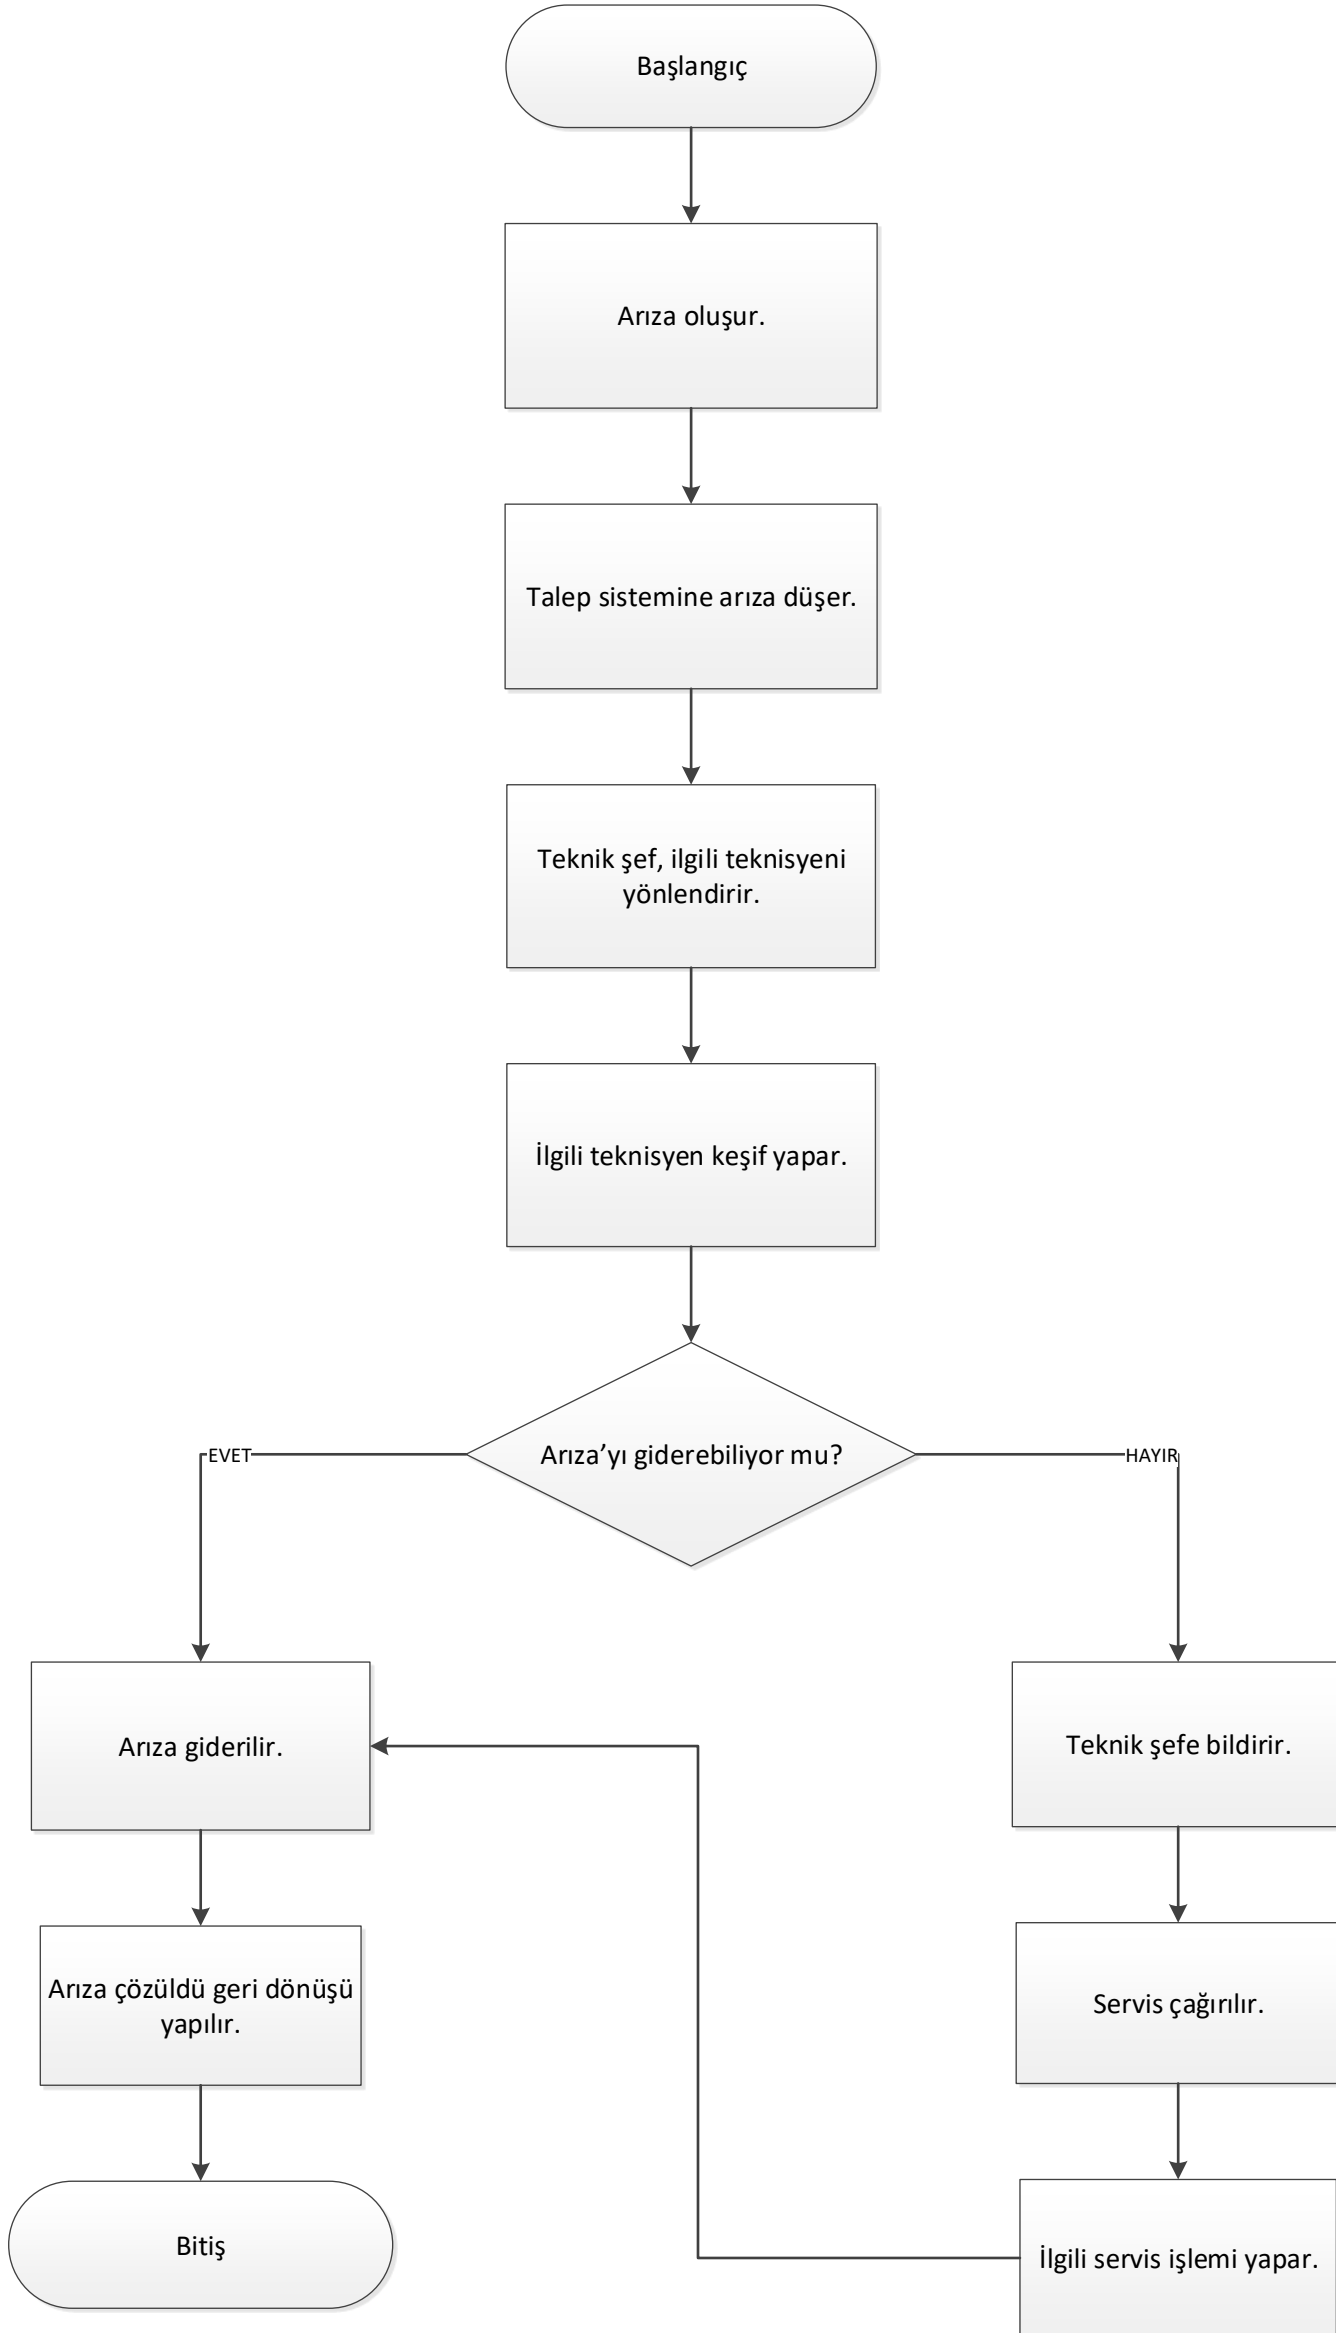 Başlangıç
Arıza oluşur.
Talep sistemine arıza düşer.
Teknik şef, ilgili teknisyeni
yönlendirir.
İlgili teknisyen keşif yapar.
Arıza’yı giderebiliyor mu?
EVET
HAYIR
Arıza giderilir.
Teknik şefe bildirir.
Arıza çözüldü geri dönüşü
yapılır.
Servis çağırılır.
Bitiş
İlgili servis işlemi yapar.